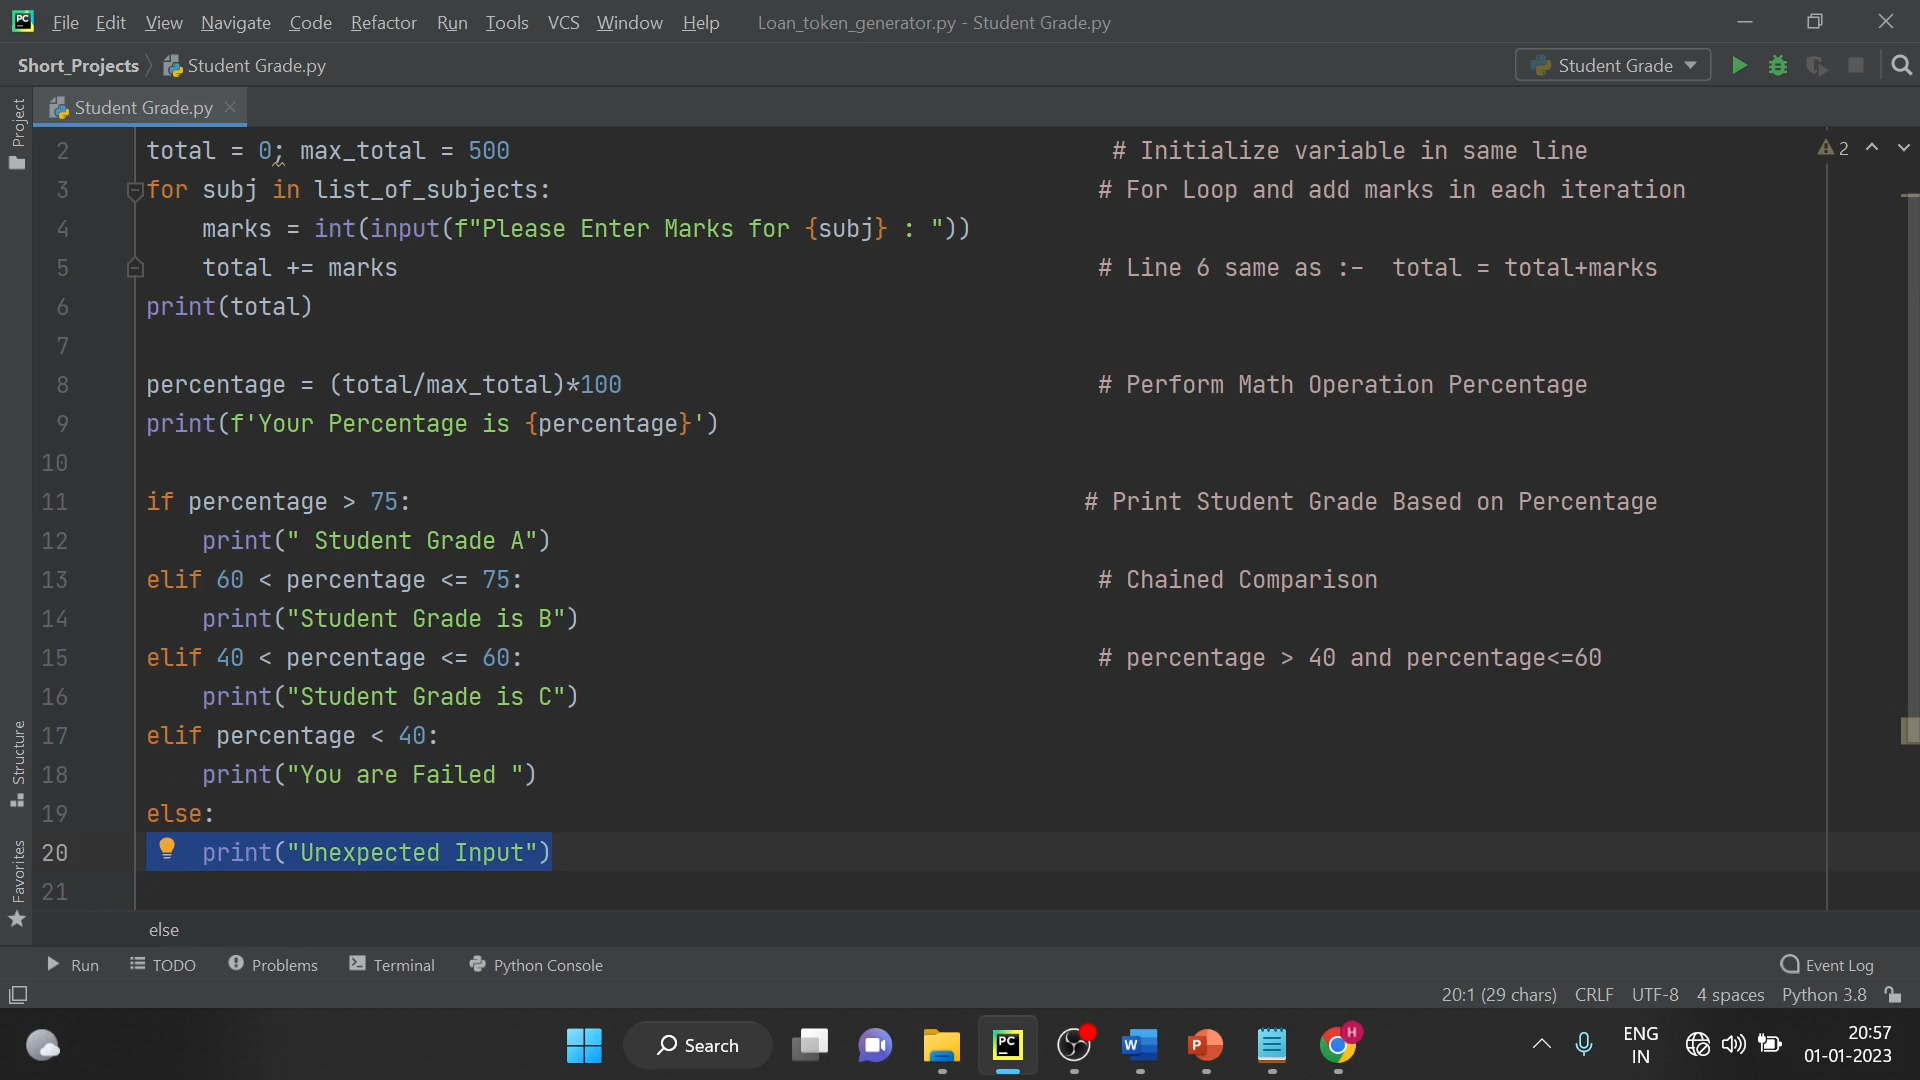 File Edit View Navigate Code Refactor Run Tools VCS Window Help Loan_token_generator.py - Student Grade.py
Short_Projects Student Grade.py Student Grade
Project
Student Grade.py
2 total = 0; max_total = 500 # Initialize variable in same line 2
3 for subj in list_of_subjects: # For Loop and add marks in each iteration
4 marks = int(input(f"Please Enter Marks for {subj} : "))
5 total += marks # Line 6 same as :- total = total+marks
6 print(total)
7
8 percentage = (total/max_total)*100 # Perform Math Operation Percentage
9 print(f'Your Percentage is {percentage}')
10
11 if percentage > 75: # Print Student Grade Based on Percentage
12 print(" Student Grade A")
13 elif 60 < percentage <= 75: # Chained Comparison
14 print("Student Grade is B")
15 elif 40 < percentage <= 60: # percentage > 40 and percentage<=60
16 print("Student Grade is C")
17 elif percentage < 40:
18 print("You are Failed ")
19 else:
20 print("Unexpected Input")
21
Structure
Favorites
else
Run TODO Problems Terminal Python Console Event Log
20:1 (29 chars) CRLF UTF-8 4 spaces Python 3.8
PC
Search
PC
W
P
H
ENG
IN
20:57
01-01-2023